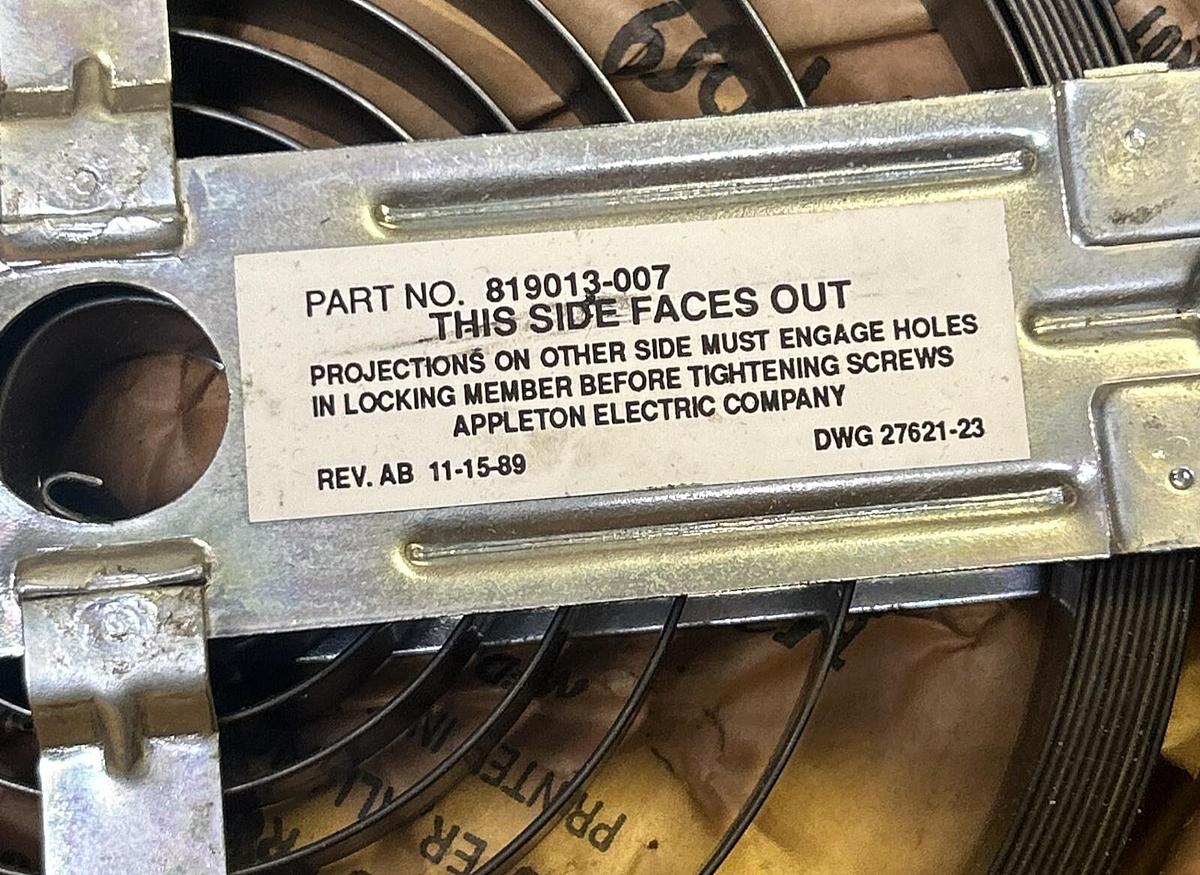 PART NO. 819013-007
THIS SIDE FACES OUT
PROJECTIONS ON OTHER SIDE MUST ENGAGE HOLES
IN LOCKING MEMBER BEFORE TIGHTENING SCREWS
APPLETON ELECTRIC COMPANY
DWG 27621-23
REV. AB 11-15-89